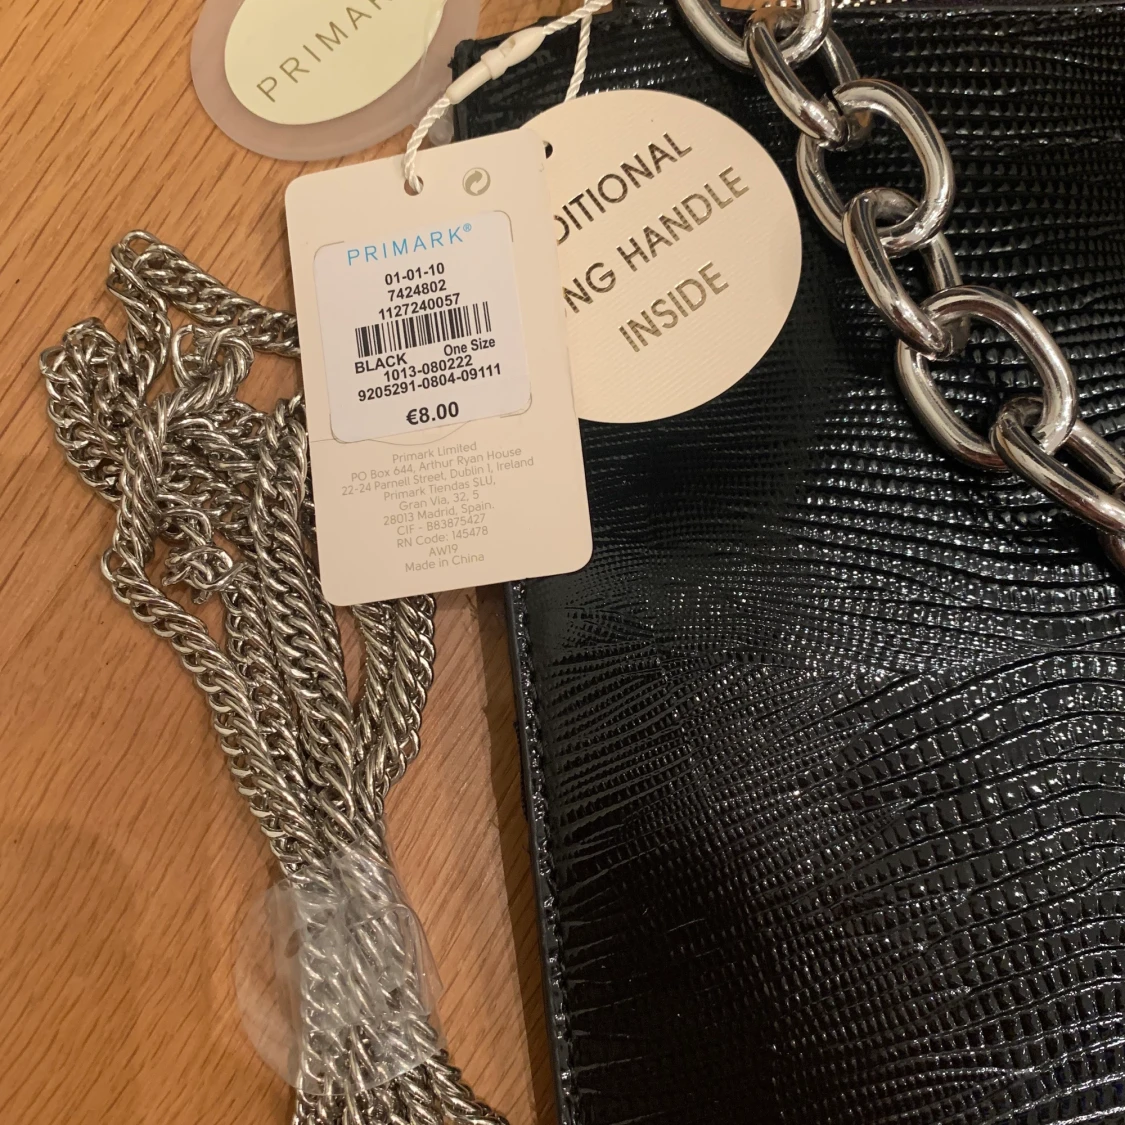 PRIMAR
PRIMARK®
01-01-10
7424802
1127240057
BLACK One Size
1013-080222
9205291-0804-09111
€8.00
Primark Limited
PO Box 644, Arthur Ryan House
22-24 Parnell Street, Dublin 1, Ireland
Primark Tiendas SLU,
Gran Via, 32, 5
28013 Madrid, Spain.
CIF - B83875427
RN Code: 145478
AW19
Made in China
DITIONAL
NG HANDLE
INSIDE